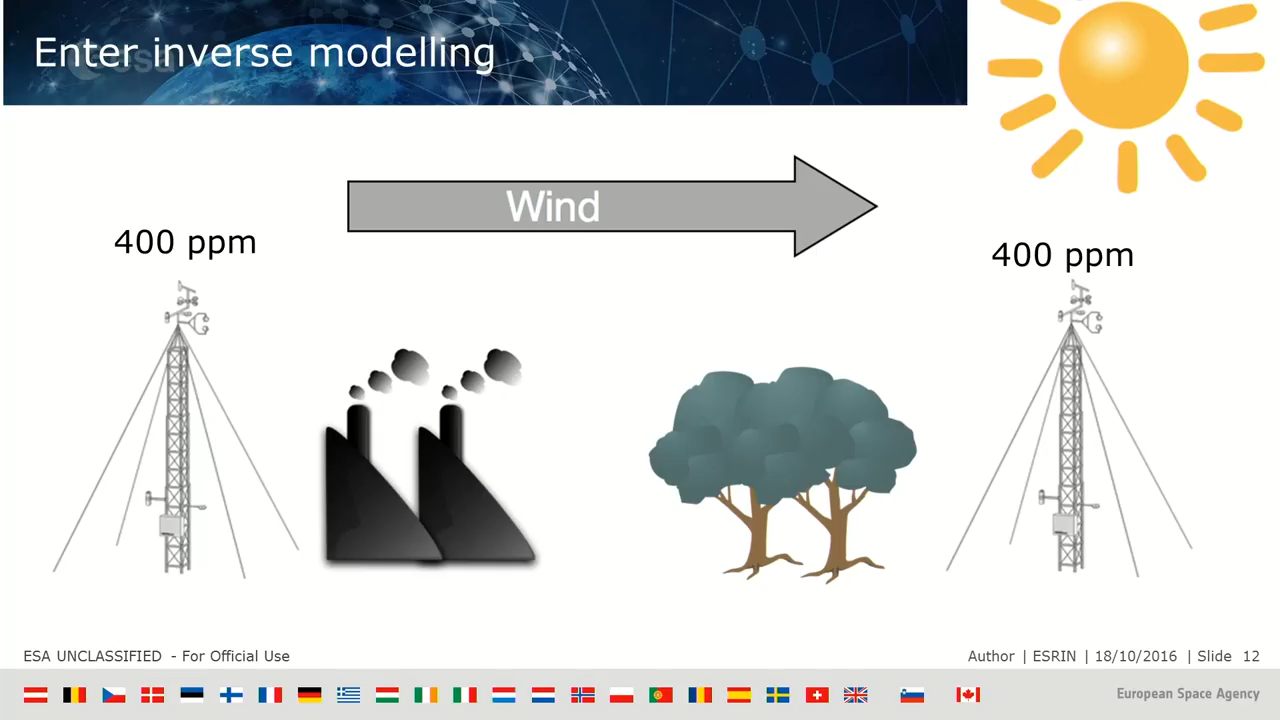 Enter inverse modelling
esa
Wind
400 ppm
400 ppm
ESA UNCLASSIFIED - For Official Use
Author | ESRIN | 18/10/2016 | Slide 12
European Space Agency